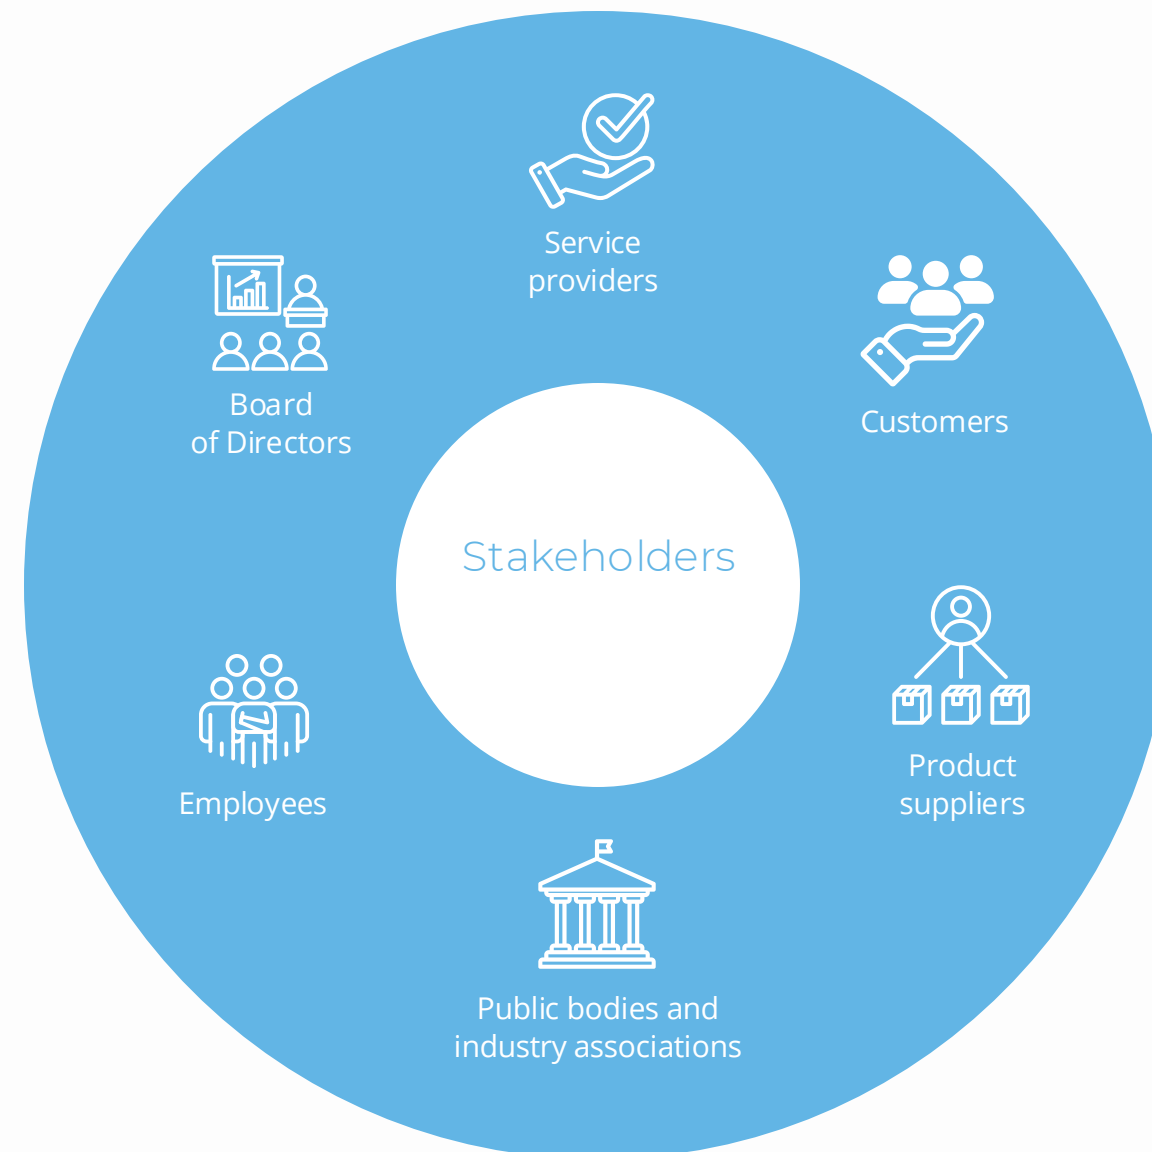 Service
providers
Board
of Directors
Customers
Stakeholders
Employees
Product
suppliers
Public bodies and
industry associations